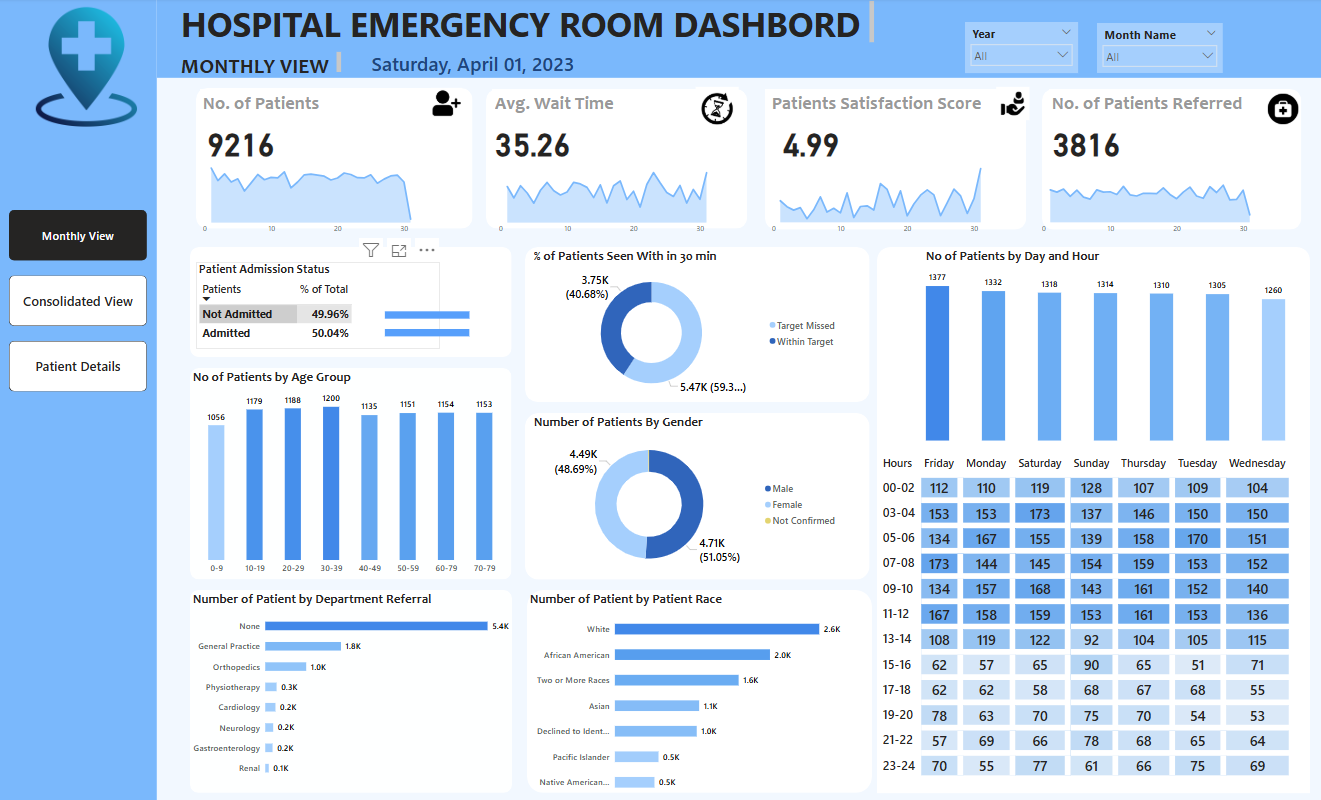 HOSPITAL EMERGENCY ROOM DASHBORD
MONTHLY VIEW Saturday, April 01, 2023
Year
All
Month Name
All
Monthly View
Consolidated View
Patient Details
No. of Patients
9216
0 10 20 30
Avg. Wait Time
35.26
0 10 20 30
Patients Satisfaction Score
4.99
0 10 20 30
No. of Patients Referred
3816
0 10 20 30
Patient Admission Status
Patients % of Total
Not Admitted 49.96%
Admitted 50.04%
No of Patients by Age Group
1056 1179 1188 1200 1135 1151 1154 1153
0-9 10-19 20-29 30-39 40-49 50-59 60-79 70-79
Number of Patient by Department Referral
None 5.4K
General Practice 1.8K
Orthopedics 1.0K
Physiotherapy 0.3K
Cardiology 0.2K
Neurology 0.2K
Gastroenterology 0.2K
Renal 0.1K
% of Patients Seen With in 30 min
3.75K
(40.68%)
5.47K (59.3...)
Target Missed
Within Target
Number of Patients By Gender
4.49K
(48.69%)
4.71K
(51.05%)
Male
Female
Not Confirmed
Number of Patient by Patient Race
White 2.6K
African American 2.0K
Two or More Races 1.6K
Asian 1.1K
Declined to Ident... 1.0K
Pacific Islander 0.5K
Native American... 0.5K
No of Patients by Day and Hour
1377 1332 1318 1314 1310 1305 1260
Hours Friday Monday Saturday Sunday Thursday Tuesday Wednesday
00-02 112 110 119 128 107 109 104
03-04 153 153 173 137 146 150 150
05-06 134 167 155 139 158 170 151
07-08 173 144 145 154 159 153 152
09-10 134 157 168 143 161 152 140
11-12 167 158 159 153 161 153 136
13-14 108 119 122 92 104 105 115
15-16 62 57 65 90 65 51 71
17-18 62 62 58 68 67 68 55
19-20 78 63 70 75 70 54 53
21-22 57 69 66 78 68 65 64
23-24 70 55 77 61 66 75 69